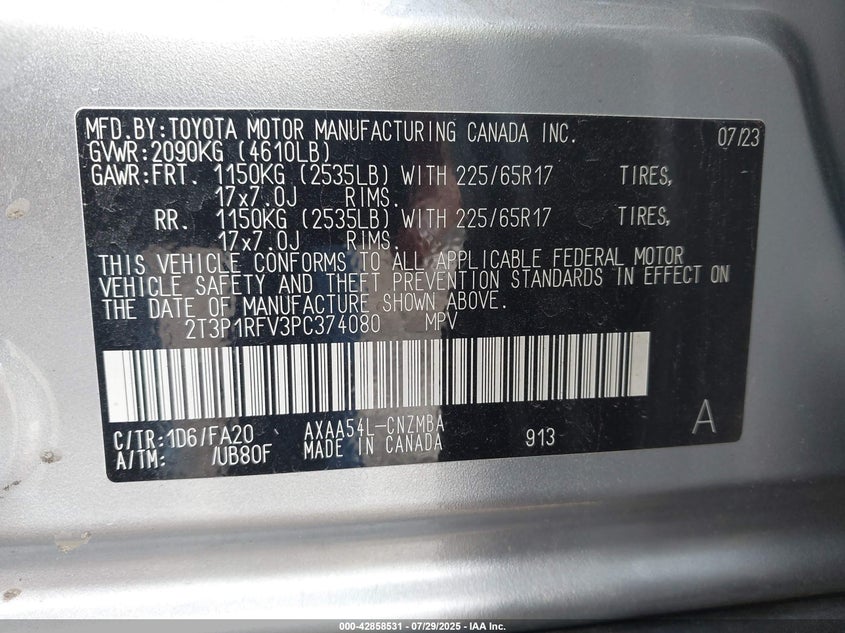 MFD.BY:TOYOTA MOTOR MANUFACTURING CANADA INC. 07/23
GVWR:2090KG (4610LB)
GAWR:FRT. 1150KG (2535LB) WITH 225/65R17 TIRES,
17x7.0J RIMS.
RR. 1150KG (2535LB) WITH 225/65R17 TIRES,
17x7.0J RIMS.
THIS VEHICLE CONFORMS TO ALL APPLICABLE FEDERAL MOTOR
VEHICLE SAFETY AND THEFT PREVENTION STANDARDS IN EFFECT ON
THE DATE OF MANUFACTURE SHOWN ABOVE.
2T3P1RFV3PC374080 MPV
C/TR:1D6/FA20 AXAA54L-CNZMBA 913 A
A/TM: /UB80F MADE IN CANADA
000-42858531 / 07/29/2025 - IAA Inc.